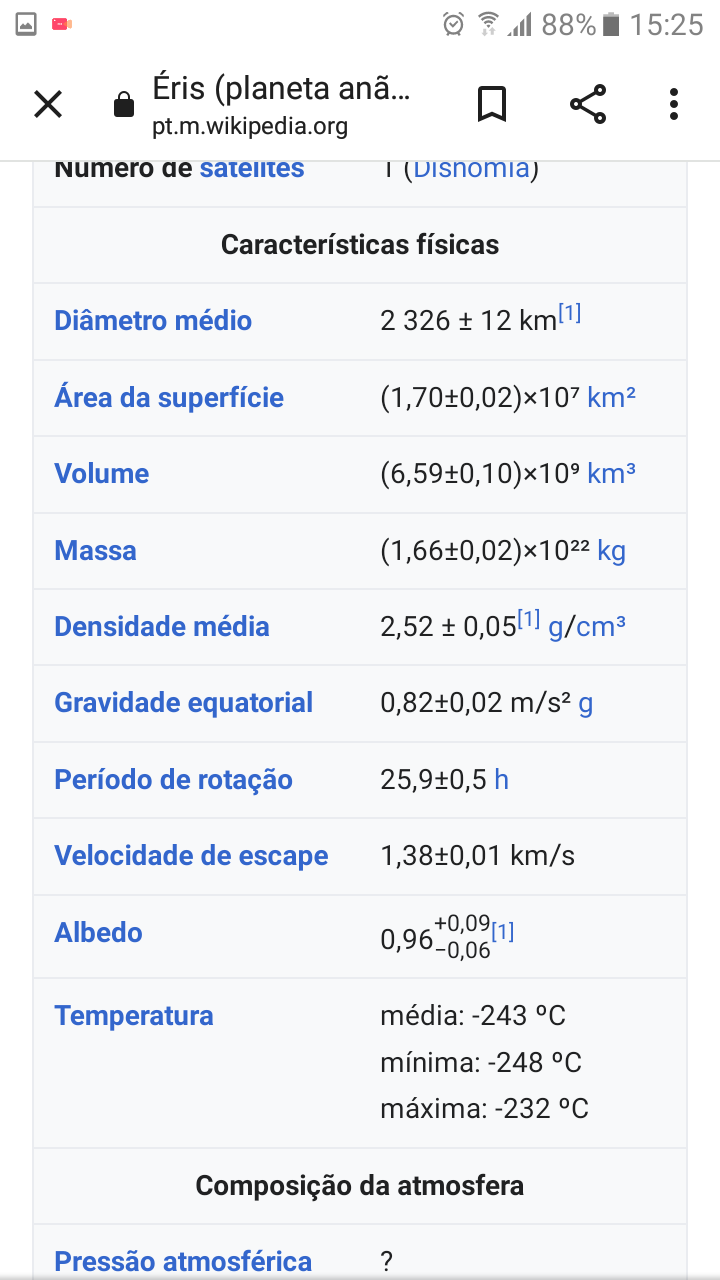 88% 15:25
Éris (planeta anã...
pt.m.wikipedia.org
Número de satélites 1 (Disnomia)
Características físicas
Diâmetro médio 2 326 ± 12 km[1]
Área da superfície (1,70±0,02)×10⁷ km²
Volume (6,59±0,10)×10⁹ km³
Massa (1,66±0,02)×10²² kg
Densidade média 2,52 ± 0,05[1] g/cm³
Gravidade equatorial 0,82±0,02 m/s² g
Período de rotação 25,9±0,5 h
Velocidade de escape 1,38±0,01 km/s
Albedo 0,96 +0,09 −0,06[1]
Temperatura média: -243 ºC
mínima: -248 ºC
máxima: -232 ºC
Composição da atmosfera
Pressão atmosférica ?